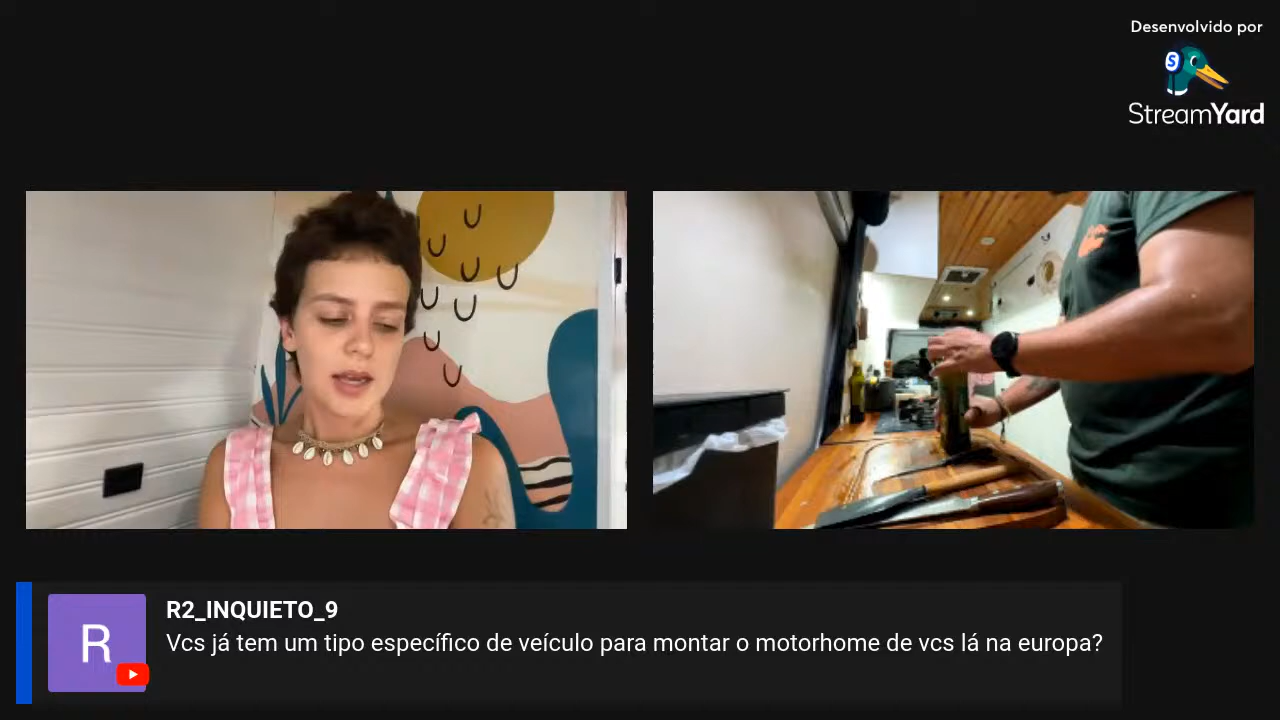 Desenvolvido por
StreamYard
R2_INQUIETO_9
R
Vcs já tem um tipo específico de veículo para montar o motorhome de vcs lá na europa?